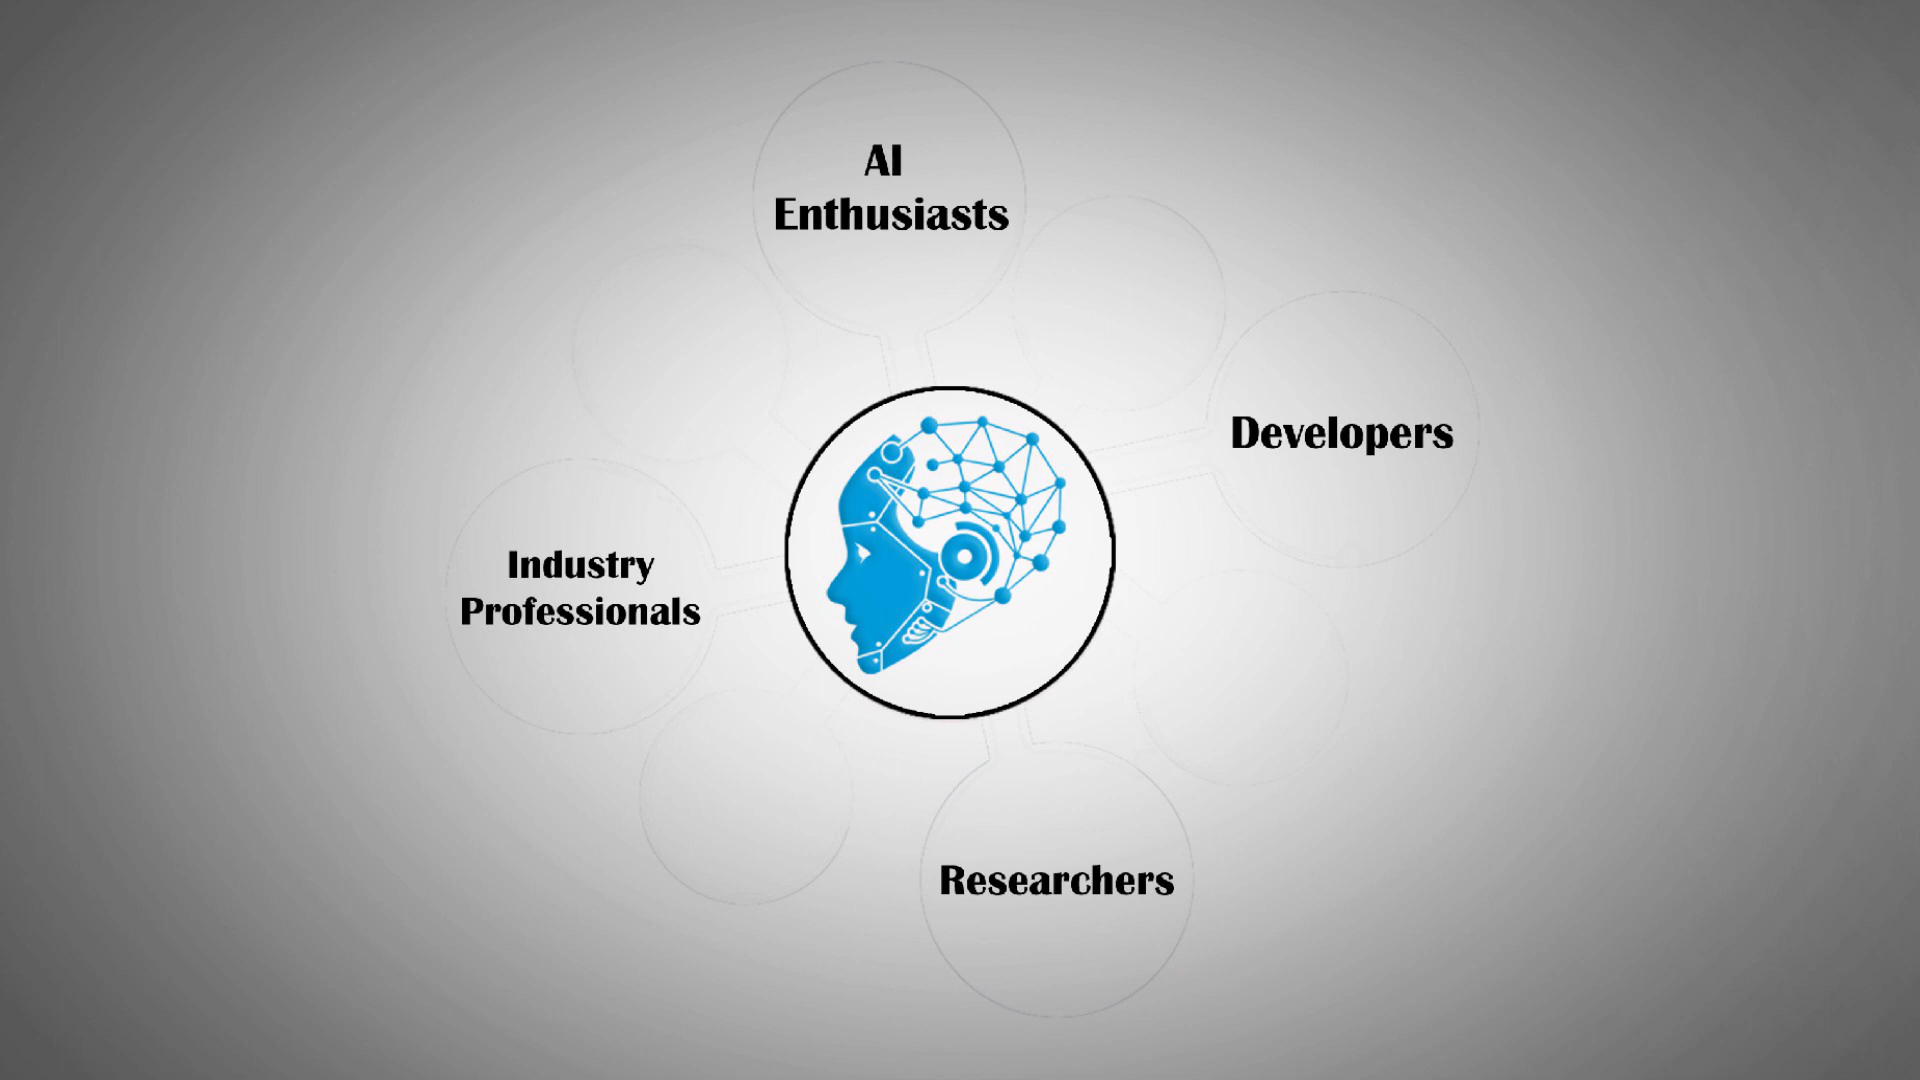 AI
Enthusiasts
Developers
Industry
Professionals
Researchers